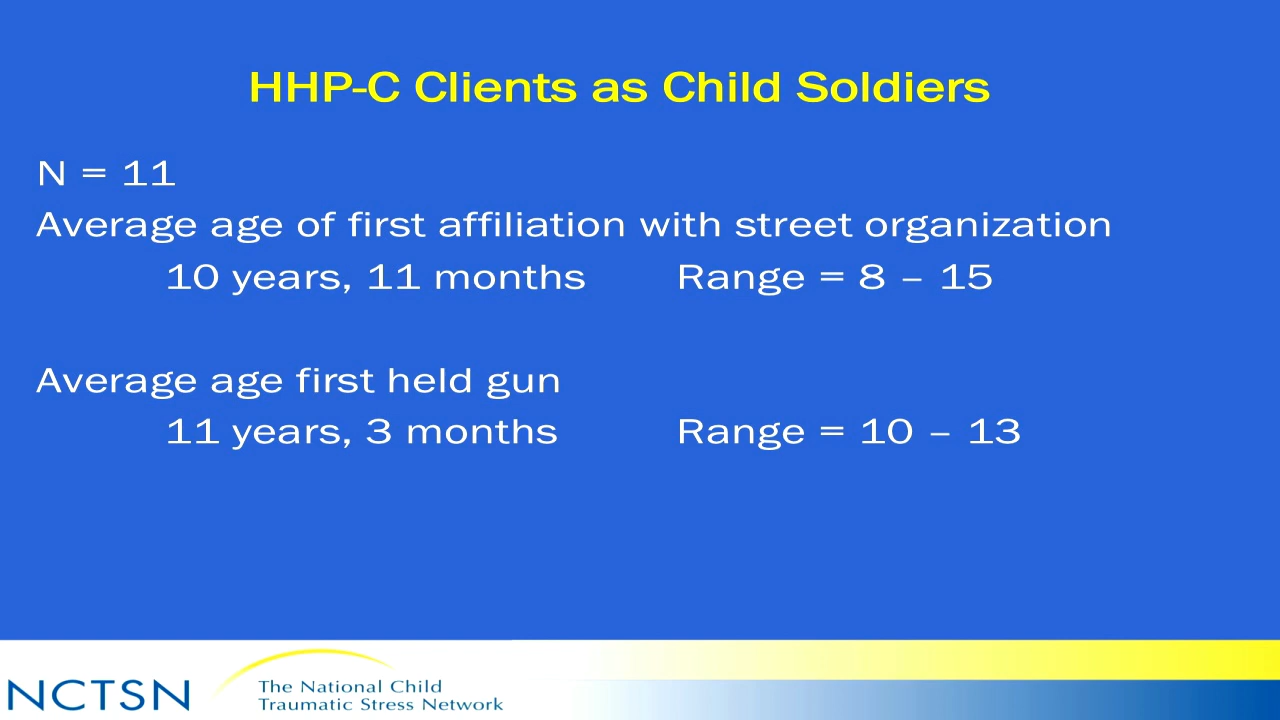 HHP-C Clients as Child Soldiers
N = 11
Average age of first affiliation with street organization
10 years, 11 months Range = 8 – 15
Average age first held gun
11 years, 3 months Range = 10 – 13
NCTSN
The National Child
Traumatic Stress Network